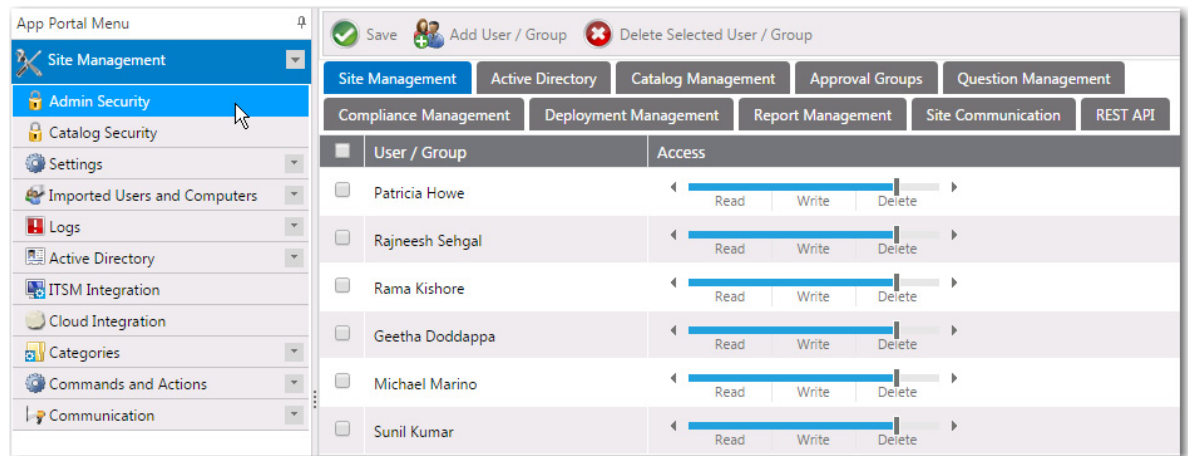 App Portal Menu
Site Management
Admin Security
Catalog Security
Settings
Imported Users and Computers
Logs
Active Directory
ITSM Integration
Cloud Integration
Categories
Commands and Actions
Communication
Save Add User / Group Delete Selected User / Group
Site Management Active Directory Catalog Management Approval Groups Question Management
Compliance Management Deployment Management Report Management Site Communication REST API
User / Group Access
Patricia Howe
Read Write Delete
Rajneesh Sehgal
Read Write Delete
Rama Kishore
Read Write Delete
Geetha Doddappa
Read Write Delete
Michael Marino
Read Write Delete
Sunil Kumar
Read Write Delete